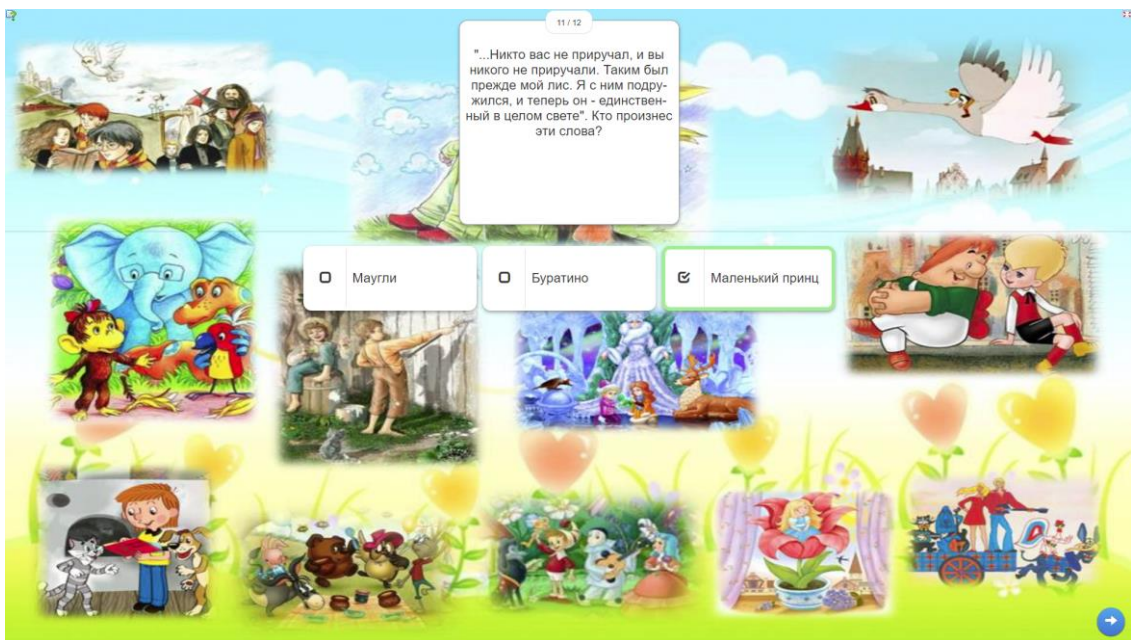 11 / 12
"...Никто вас не приручал, и вы
никого не приручали. Таким был
прежде мой лис. Я с ним подру-
жился, и теперь он - единствен-
ный в целом свете". Кто произнес
эти слова?
Маугли
Буратино
Маленький принц